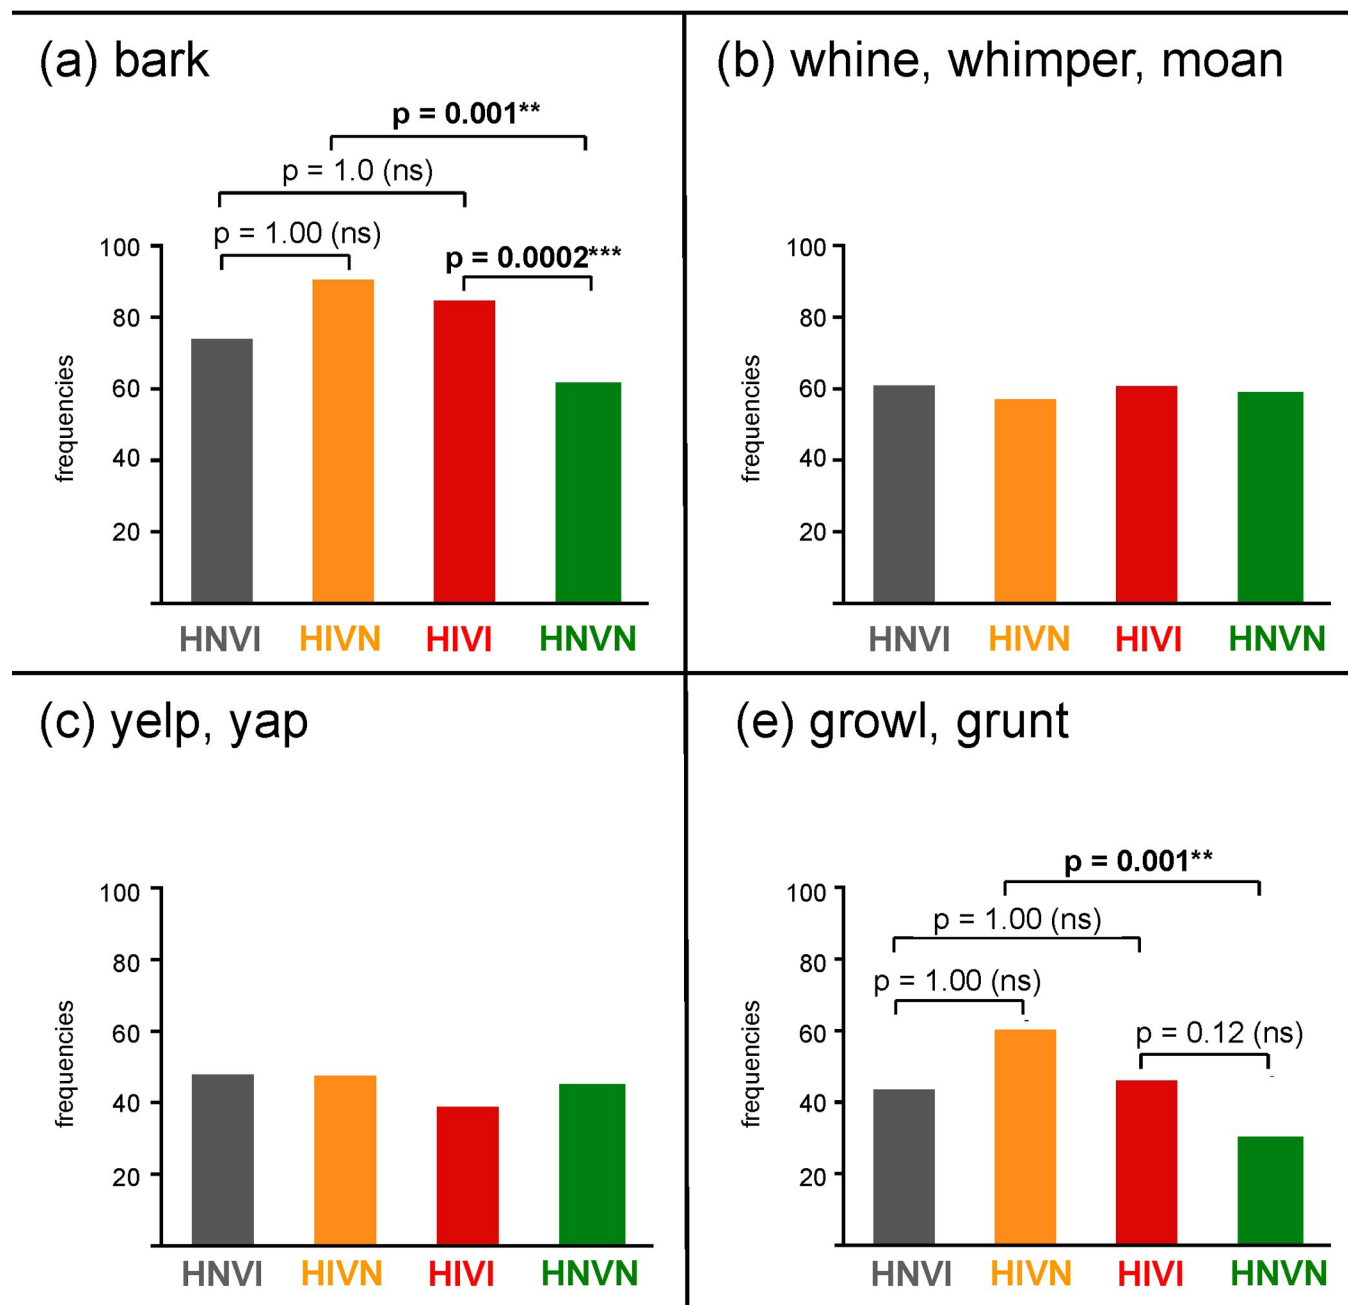 (a) bark
p = 0.001**
p = 1.0 (ns)
p = 1.00 (ns)
p = 0.0002***
100
80
60
40
20
frequencies
HNVI HIVN HIVI HNVN
(b) whine, whimper, moan
100
80
60
40
20
frequencies
HNVI HIVN HIVI HNVN
(c) yelp, yap
100
80
60
40
20
frequencies
HNVI HIVN HIVI HNVN
(e) growl, grunt
p = 0.001**
p = 1.00 (ns)
p = 1.00 (ns)
p = 0.12 (ns)
100
80
60
40
20
frequencies
HNVI HIVN HIVI HNVN